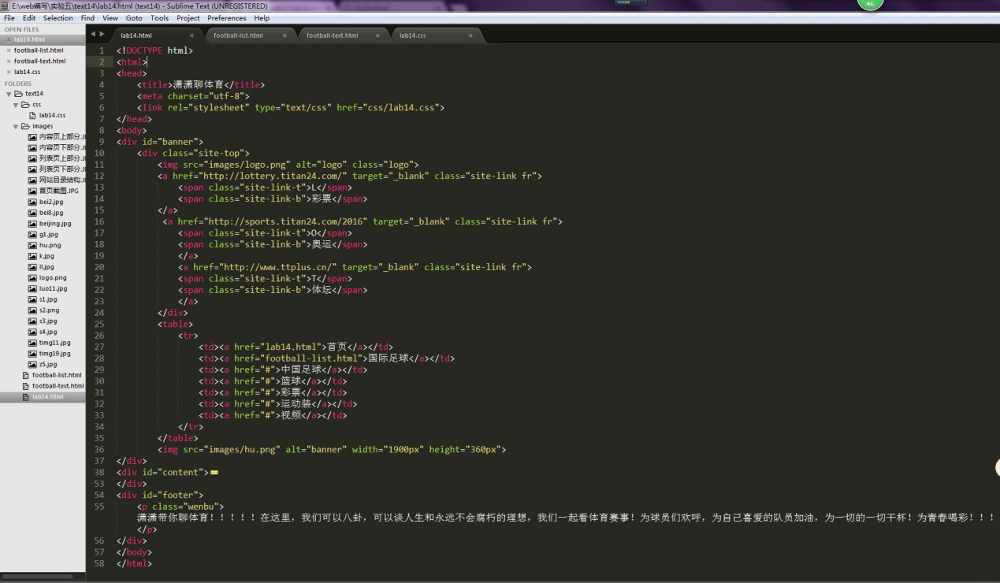 E:\web编写\实验五\text14\lab14.html (text14) - Sublime Text (UNREGISTERED)
46
File Edit Selection Find View Goto Tools Project Preferences Help
OPEN FILES
lab14.html
football-list.html
football-text.html
lab14.css
FOLDERS
text14
css
lab14.css
images
内容页上部分.J
内容页下部分.J
列表页上部分.J
列表页下部分.J
网站目录结构.J
首页截图.JPG
bei2.jpg
bei8.jpg
beijing.jpg
g1.jpg
hu.png
k.jpg
ll.jpg
logo.png
luo11.jpg
s1.jpg
s2.png
s3.jpg
s4.jpg
timg11.jpg
timg19.jpg
z5.jpg
football-list.html
football-text.html
lab14.html
lab14.html football-list.html football-text.html lab14.css
1 <!DOCTYPE html>
2 <html>
3 <head>
4 <title>潇潇聊体育</title>
5 <meta charset="utf-8">
6 <link rel="stylesheet" type="text/css" href="css/lab14.css">
7 </head>
8 <body>
9 <div id="banner">
10 <div class="site-top">
11 <img src="images/logo.png" alt="logo" class="logo">
12 <a href="http://lottery.titan24.com/" target="_blank" class="site-link fr">
13 <span class="site-link-t">L</span>
14 <span class="site-link-b">彩票</span>
15 </a>
16 <a href="http://sports.titan24.com/2016" target="_blank" class="site-link fr">
17 <span class="site-link-t">O</span>
18 <span class="site-link-b">奥运</span>
19 </a>
20 <a href="http://www.ttplus.cn/" target="_blank" class="site-link fr">
21 <span class="site-link-t">T</span>
22 <span class="site-link-b">体坛</span>
23 </a>
24 </div>
25 <table>
26 <tr>
27 <td><a href="lab14.html">首页</a></td>
28 <td><a href="football-list.html">国际足球</a></td>
29 <td><a href="#">中国足球</a></td>
30 <td><a href="#">篮球</a></td>
31 <td><a href="#">彩票</a></td>
32 <td><a href="#">运动装</a></td>
33 <td><a href="#">视频</a></td>
34 </tr>
35 </table>
36 <img src="images/hu.png" alt="banner" width="1900px" height="360px">
37 </div>
38 <div id="content">
53 </div>
54 <div id="footer">
55 <p class="wenbu">
潇潇带你聊体育！！！！！在这里，我们可以八卦，可以谈人生和永远不会腐朽的理想，我们一起看体育赛事！为球员们欢呼，为自己喜爱的队员加油，为一切的一切干杯！为青春喝彩！！！
</p>
56 </div>
57 </body>
58 </html>